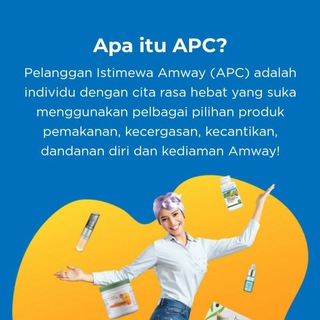 Apa itu APC?
Pelanggan Istimewa Amway (APC) adalah
individu dengan cita rasa hebat yang suka
menggunakan pelbagai pilihan produk
pemakanan, kecergasan, kecantikan,
dandanan diri dan kediaman Amway!